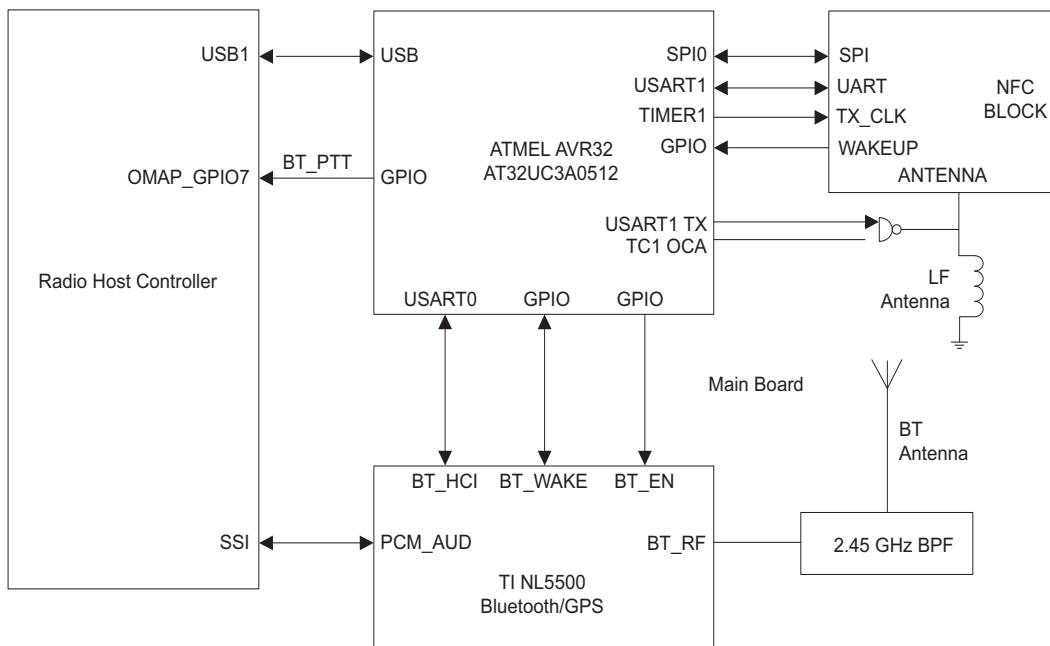 USB1
USB
SPI0
SPI
USART1
UART
NFC
BLOCK
TIMER1
TX_CLK
ATMEL AVR32
AT32UC3A0512
GPIO
WAKEUP
BT_PTT
OMAP_GPIO7
GPIO
ANTENNA
USART1 TX
TC1 OCA
Radio Host Controller
LF
Antenna
USART0
GPIO
GPIO
Main Board
BT
Antenna
BT_HCI
BT_WAKE
BT_EN
SSI
PCM_AUD
BT_RF
2.45 GHz BPF
TI NL5500
Bluetooth/GPS